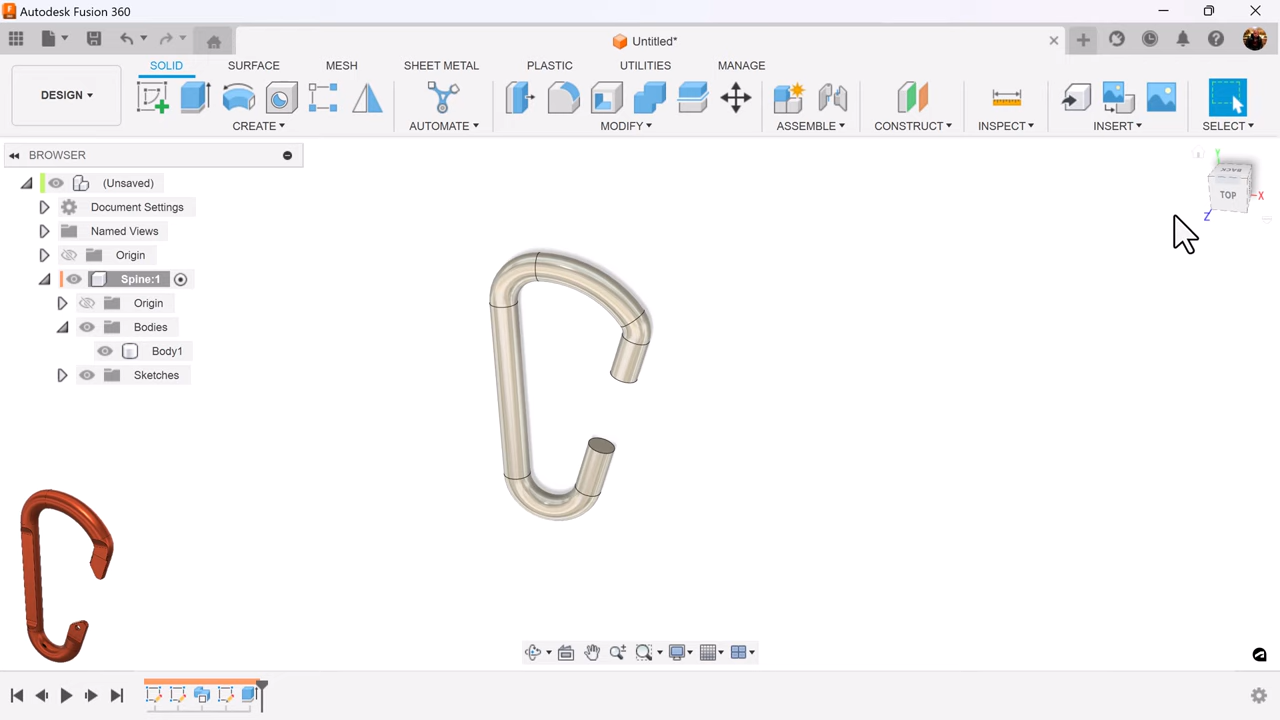 Autodesk Fusion 360
Untitled*
DESIGN
SOLID SURFACE MESH SHEET METAL PLASTIC UTILITIES MANAGE
CREATE AUTOMATE MODIFY ASSEMBLE CONSTRUCT INSPECT INSERT SELECT
BROWSER
(Unsaved)
Document Settings
Named Views
Origin
Spine:1
Origin
Bodies
Body1
Sketches
Y
BACK
TOP
X
Z